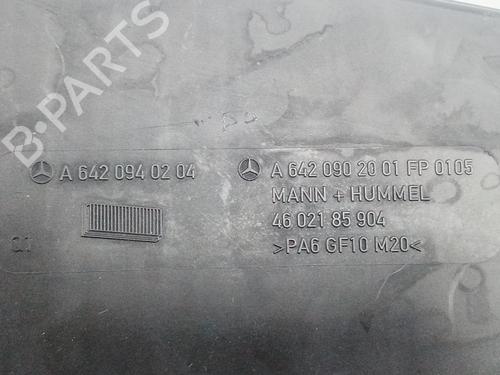 B-PARTS
A 642 094 02 04
A 642 090 20 01 FP 0105
MANN + HUMMEL
46 021 85 904
>PA6 GF10 M20<